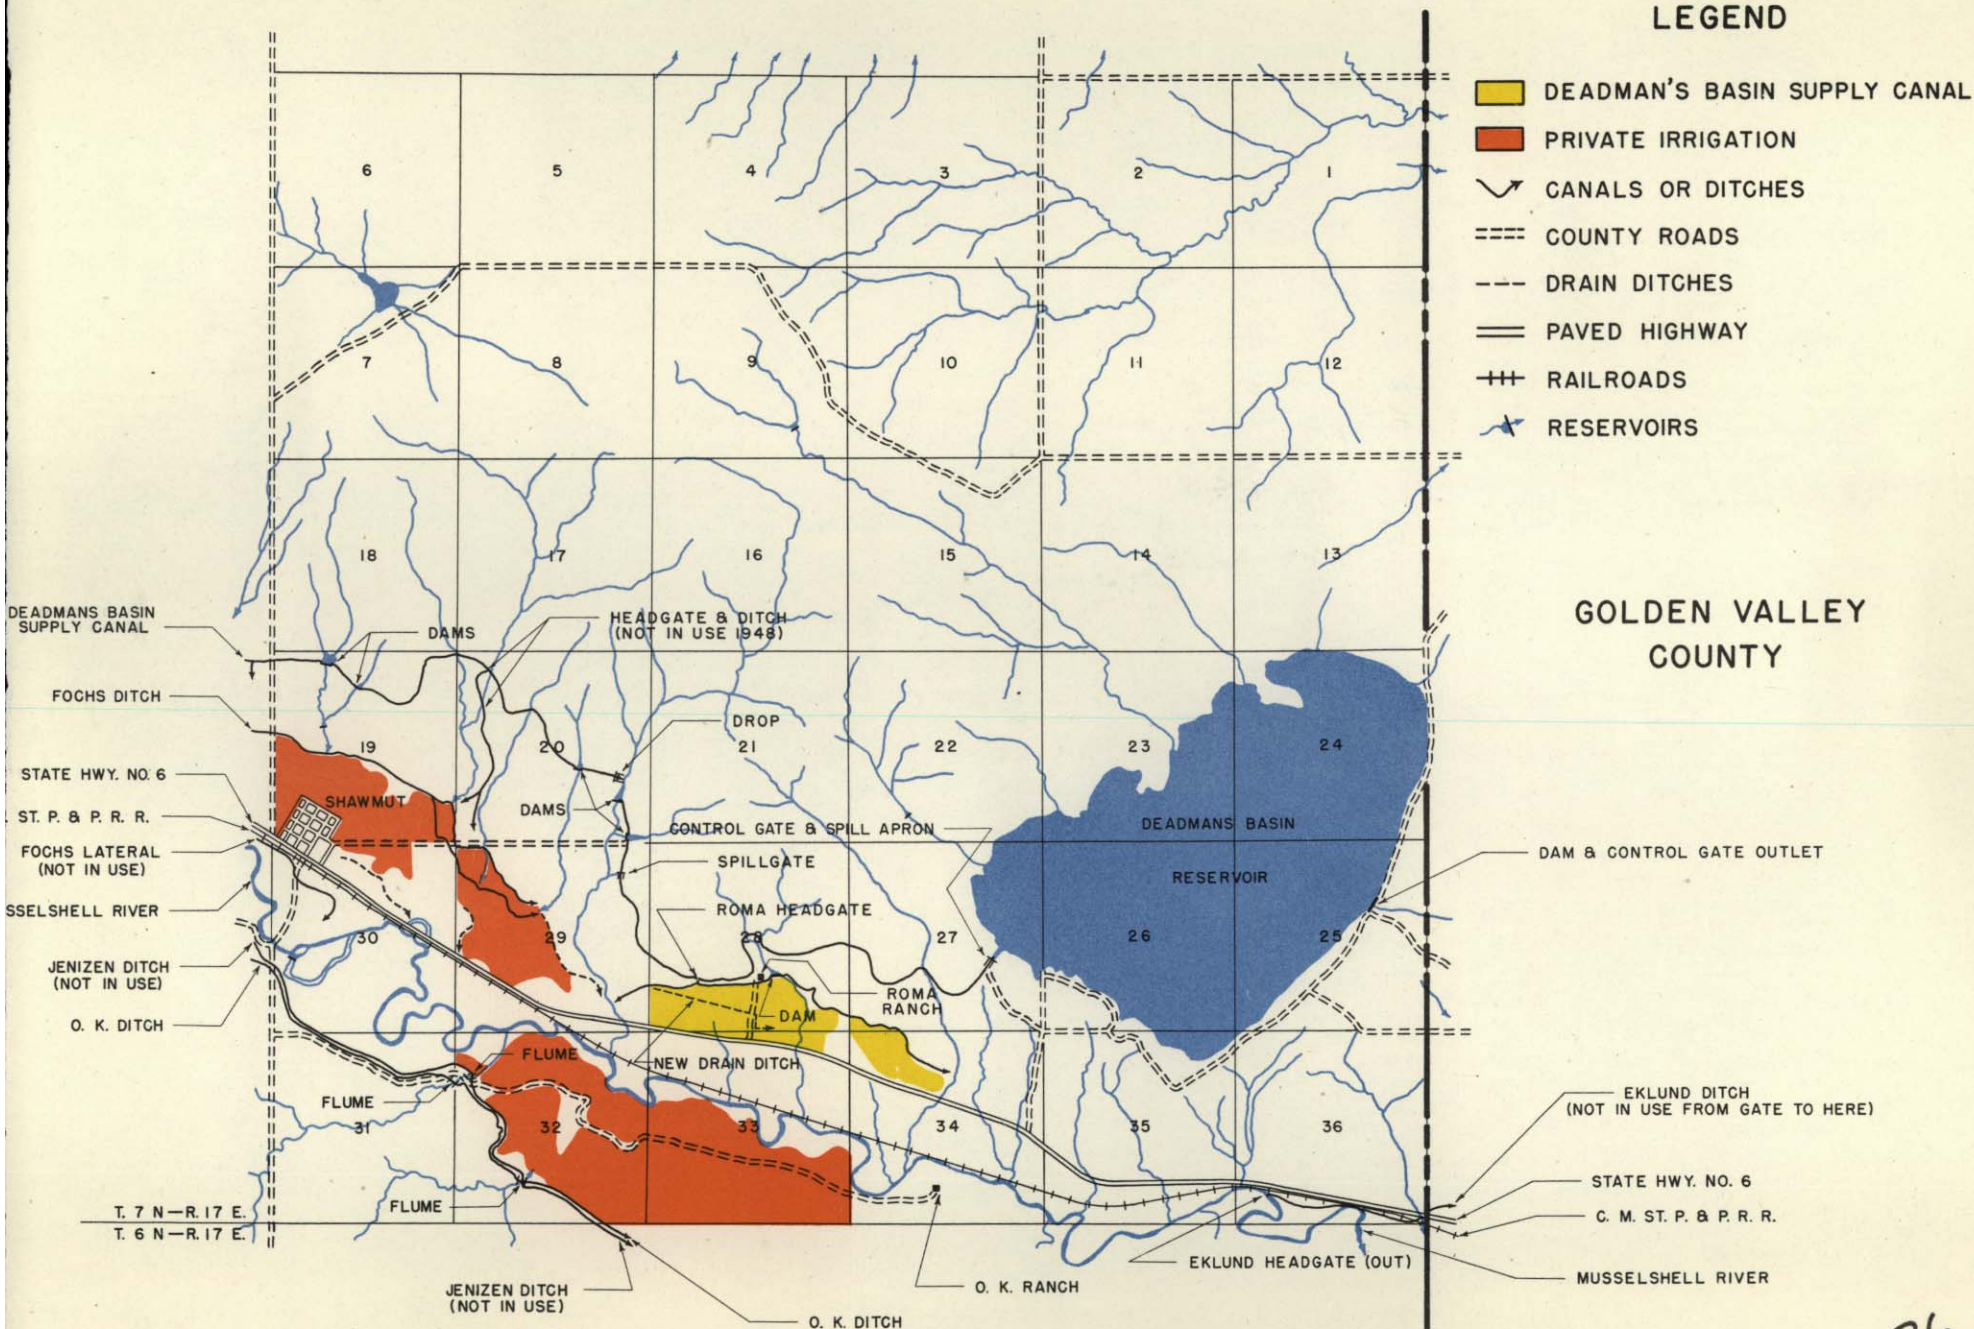 LEGEND
DEADMAN'S BASIN SUPPLY CANAL
PRIVATE IRRIGATION
CANALS OR DITCHES
COUNTY ROADS
DRAIN DITCHES
PAVED HIGHWAY
RAILROADS
RESERVOIRS
GOLDEN VALLEY
COUNTY
6
5
4
3
2
1
7
8
9
10
11
12
18
17
16
15
14
13
DEADMANS BASIN
SUPPLY CANAL
DAMS
HEADGATE & DITCH
(NOT IN USE 1948)
FOCHS DITCH
DROP
19
20
21
22
23
24
STATE HWY. NO. 6
SHAWMUT
DAMS
ST. P. & P. R. R.
CONTROL GATE & SPILL APRON
DEADMANS BASIN
FOCHS LATERAL
(NOT IN USE)
SPILLGATE
RESERVOIR
DAM & CONTROL GATE OUTLET
SSELSHELL RIVER
ROMA HEADGATE
30
29
28
27
26
25
JENIZEN DITCH
(NOT IN USE)
ROMA
RANCH
DAM
O. K. DITCH
FLUME
NEW DRAIN DITCH
FLUME
31
32
33
34
35
36
EKLUND DITCH
(NOT IN USE FROM GATE TO HERE)
STATE HWY. NO. 6
FLUME
C. M. ST. P. & P. R. R.
T. 7 N—R. 17 E.
T. 6 N—R. 17 E.
EKLUND HEADGATE (OUT)
MUSSELSHELL RIVER
JENIZEN DITCH
(NOT IN USE)
O. K. RANCH
O. K. DITCH